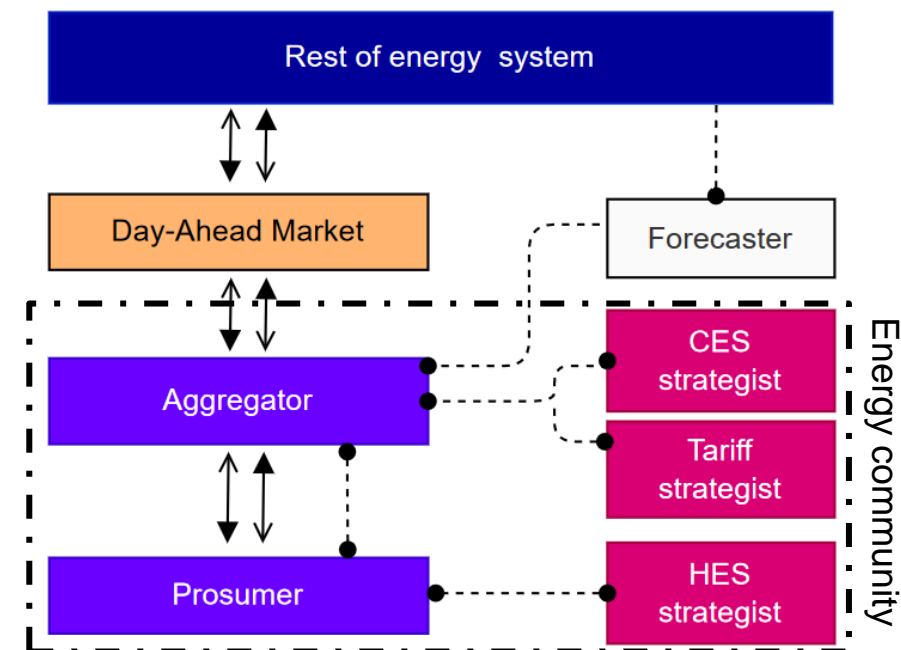 Rest of energy system
Day-Ahead Market
Forecaster
Aggregator
CES
strategist
Tariff
strategist
Prosumer
HES
strategist
Energy community